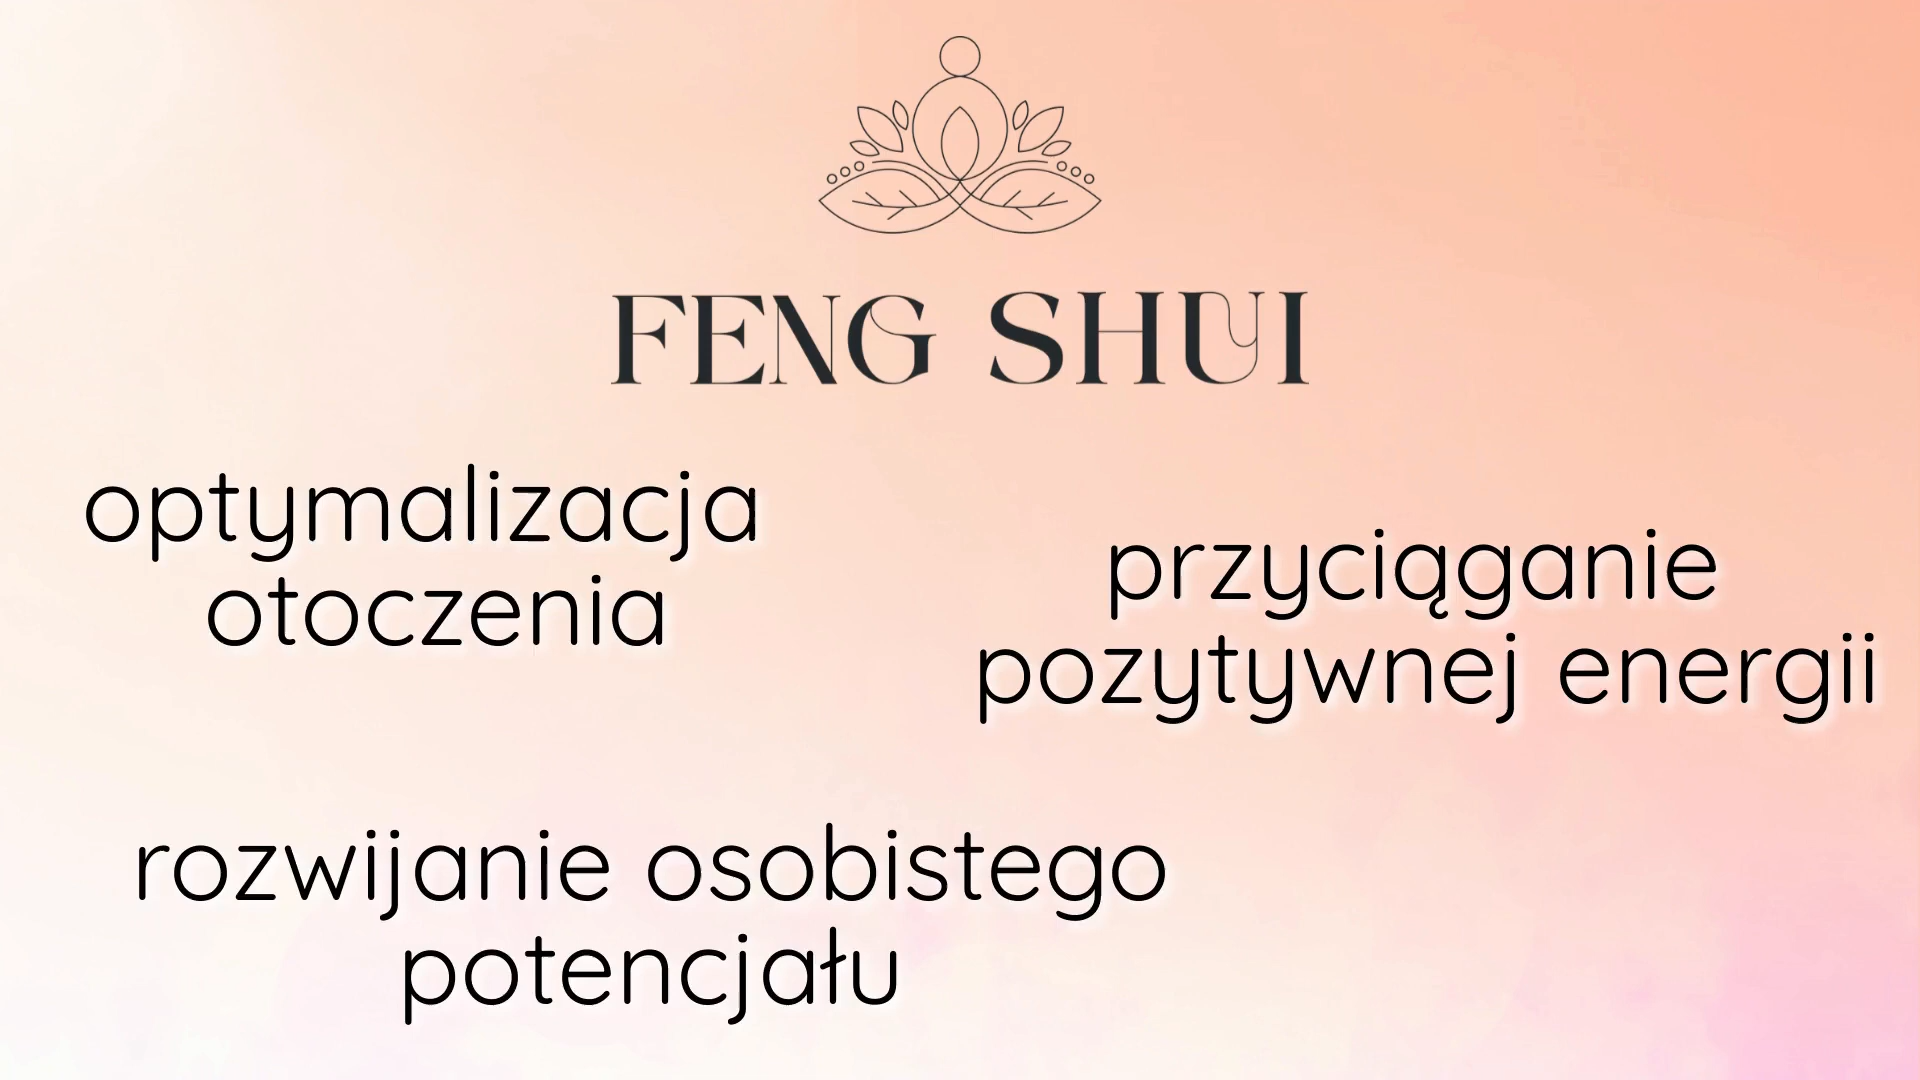 FENG SHUI
optymalizacja
otoczenia
przyciąganie
pozytywnej energii
rozwijanie osobistego
potencjału